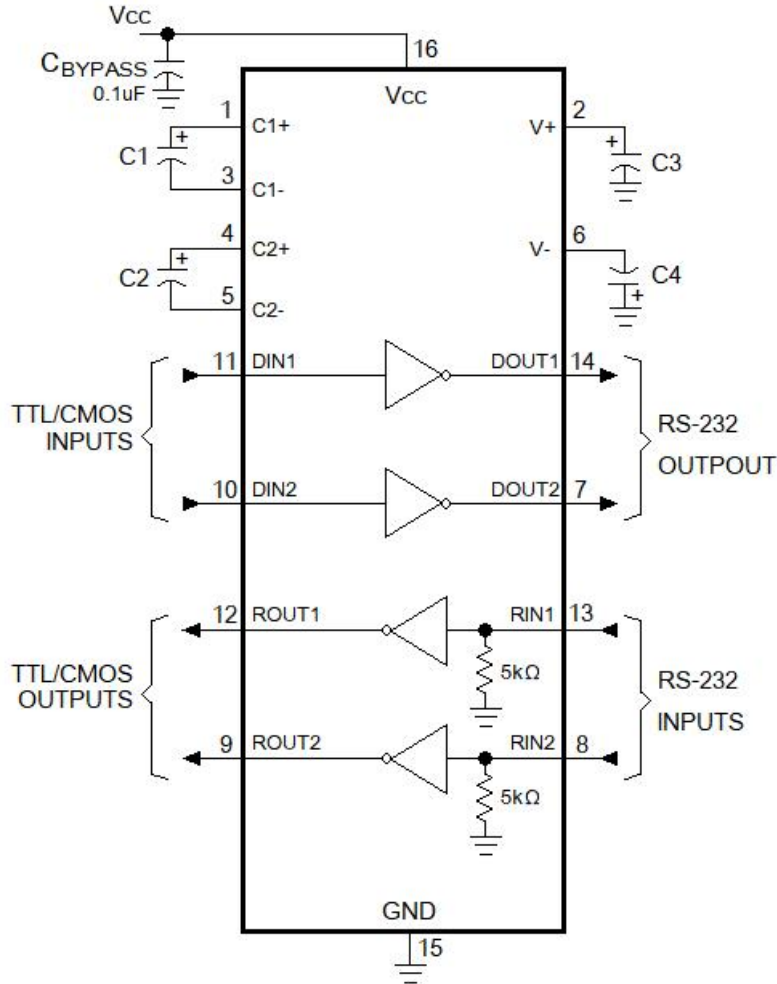 Vcc
CBYPASS
0.1uF
16
Vcc
1
C1+
V+
2
C1
+
+
C3
3
C1-
4
C2+
V-
6
C2
+
C4
+
5
C2-
11
DIN1
DOUT1
14
TTL/CMOS
INPUTS
RS-232
OUTPOUT
10
DIN2
DOUT2
7
12
ROUT1
RIN1
13
TTL/CMOS
OUTPUTS
5kΩ
RS-232
INPUTS
9
ROUT2
RIN2
8
5kΩ
GND
15